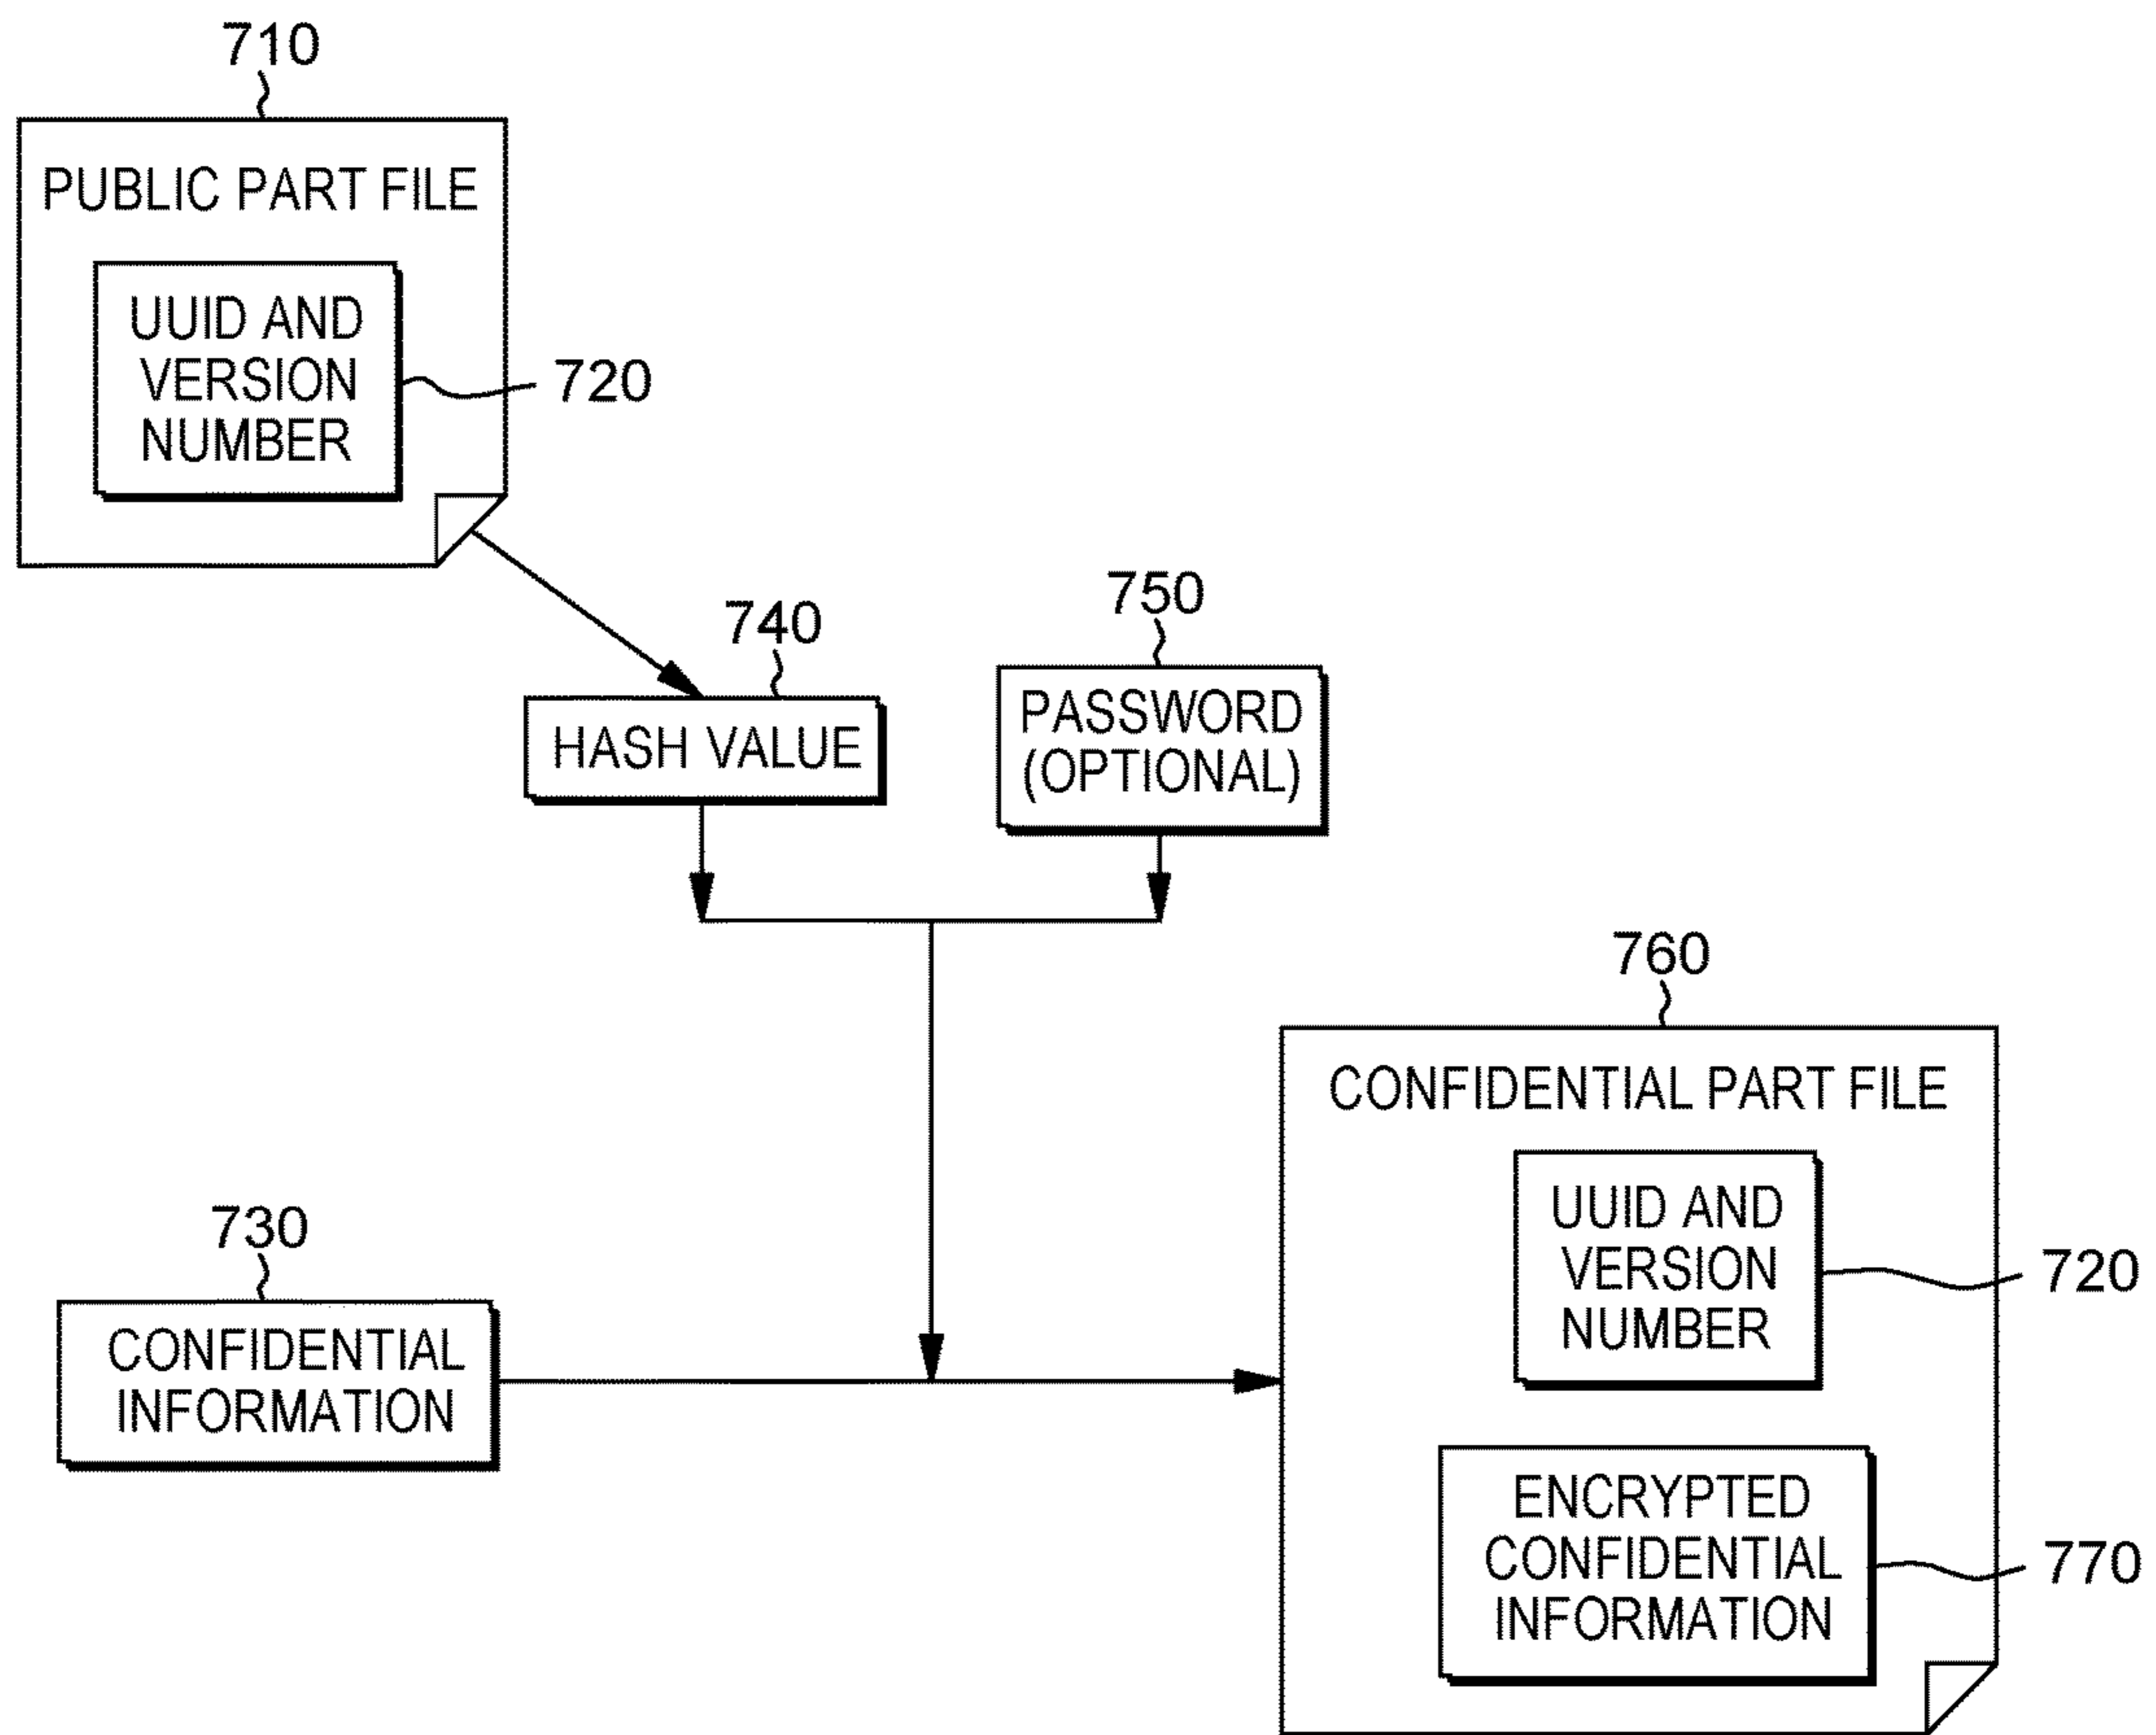 710
PUBLIC PART FILE
UUID AND
VERSION
NUMBER
720
740
HASH VALUE
750
PASSWORD
(OPTIONAL)
760
CONFIDENTIAL PART FILE
UUID AND
VERSION
NUMBER
720
730
CONFIDENTIAL
INFORMATION
ENCRYPTED
CONFIDENTIAL
INFORMATION
770